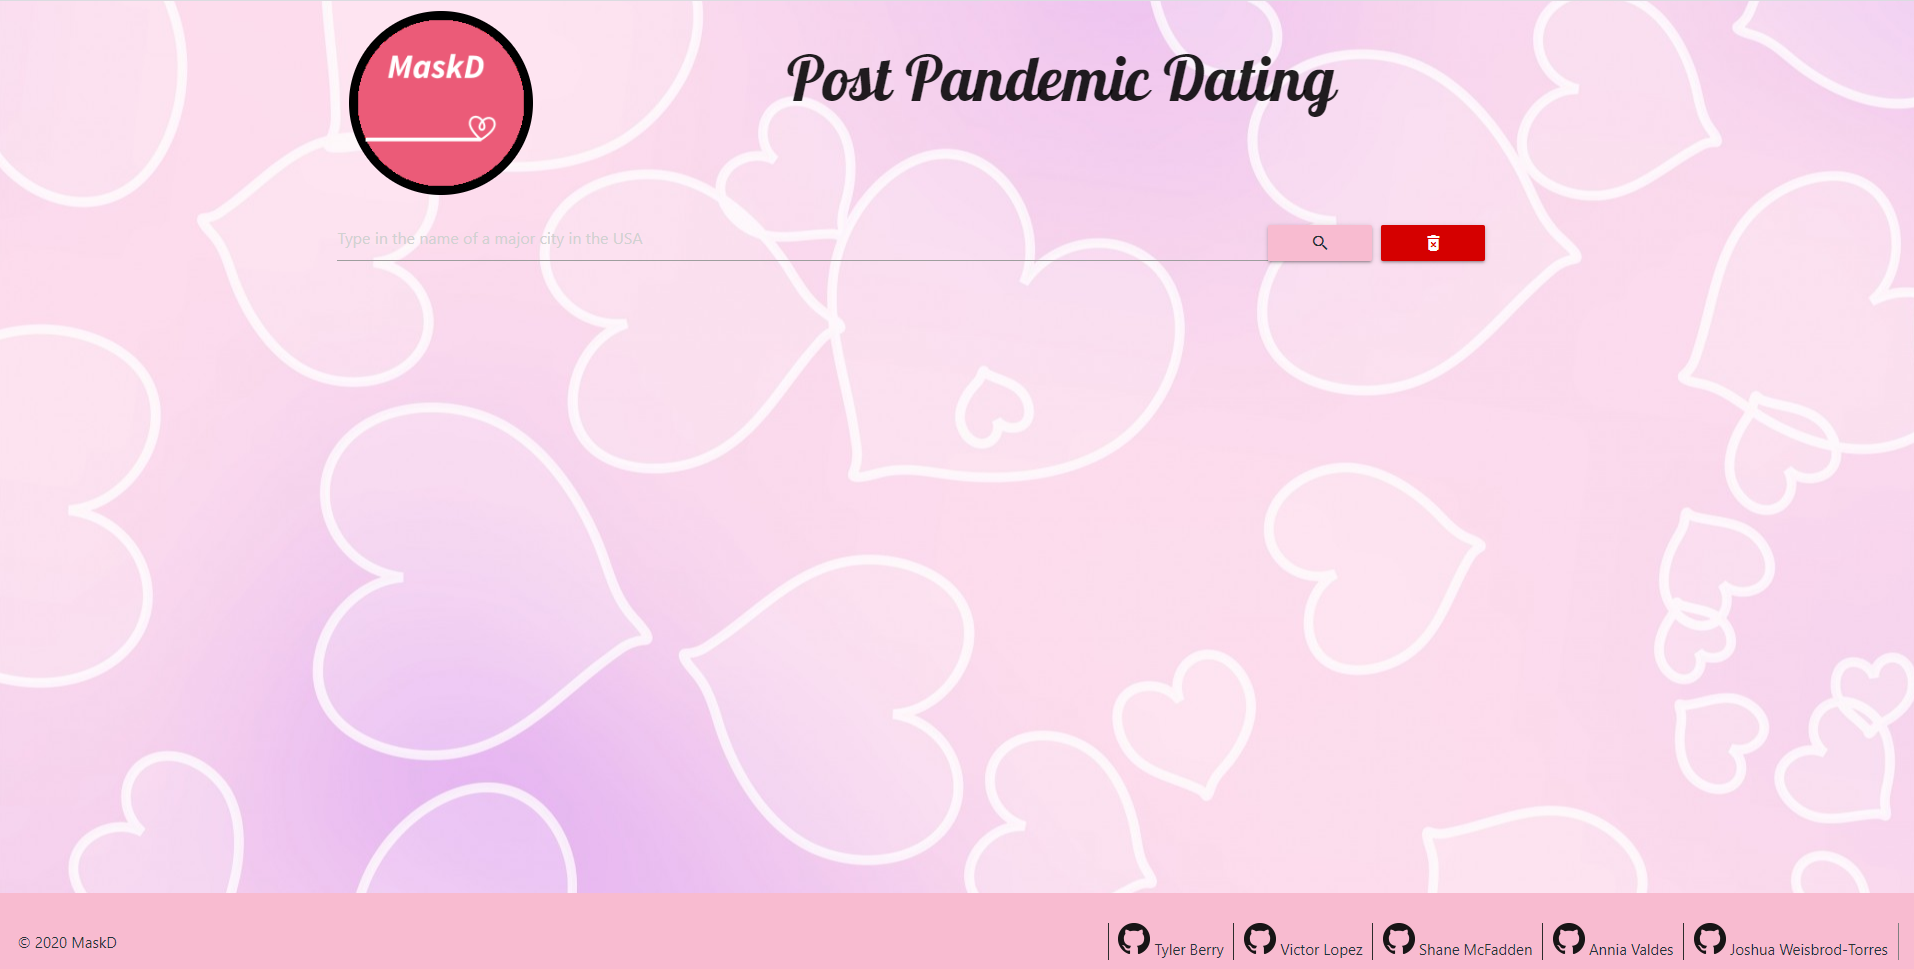 MaskD
Post Pandemic Dating
Type in the name of a major city in the USA
© 2020 MaskD
Tyler Berry
Victor Lopez
Shane McFadden
Annia Valdes
Joshua Weisbrod-Torres